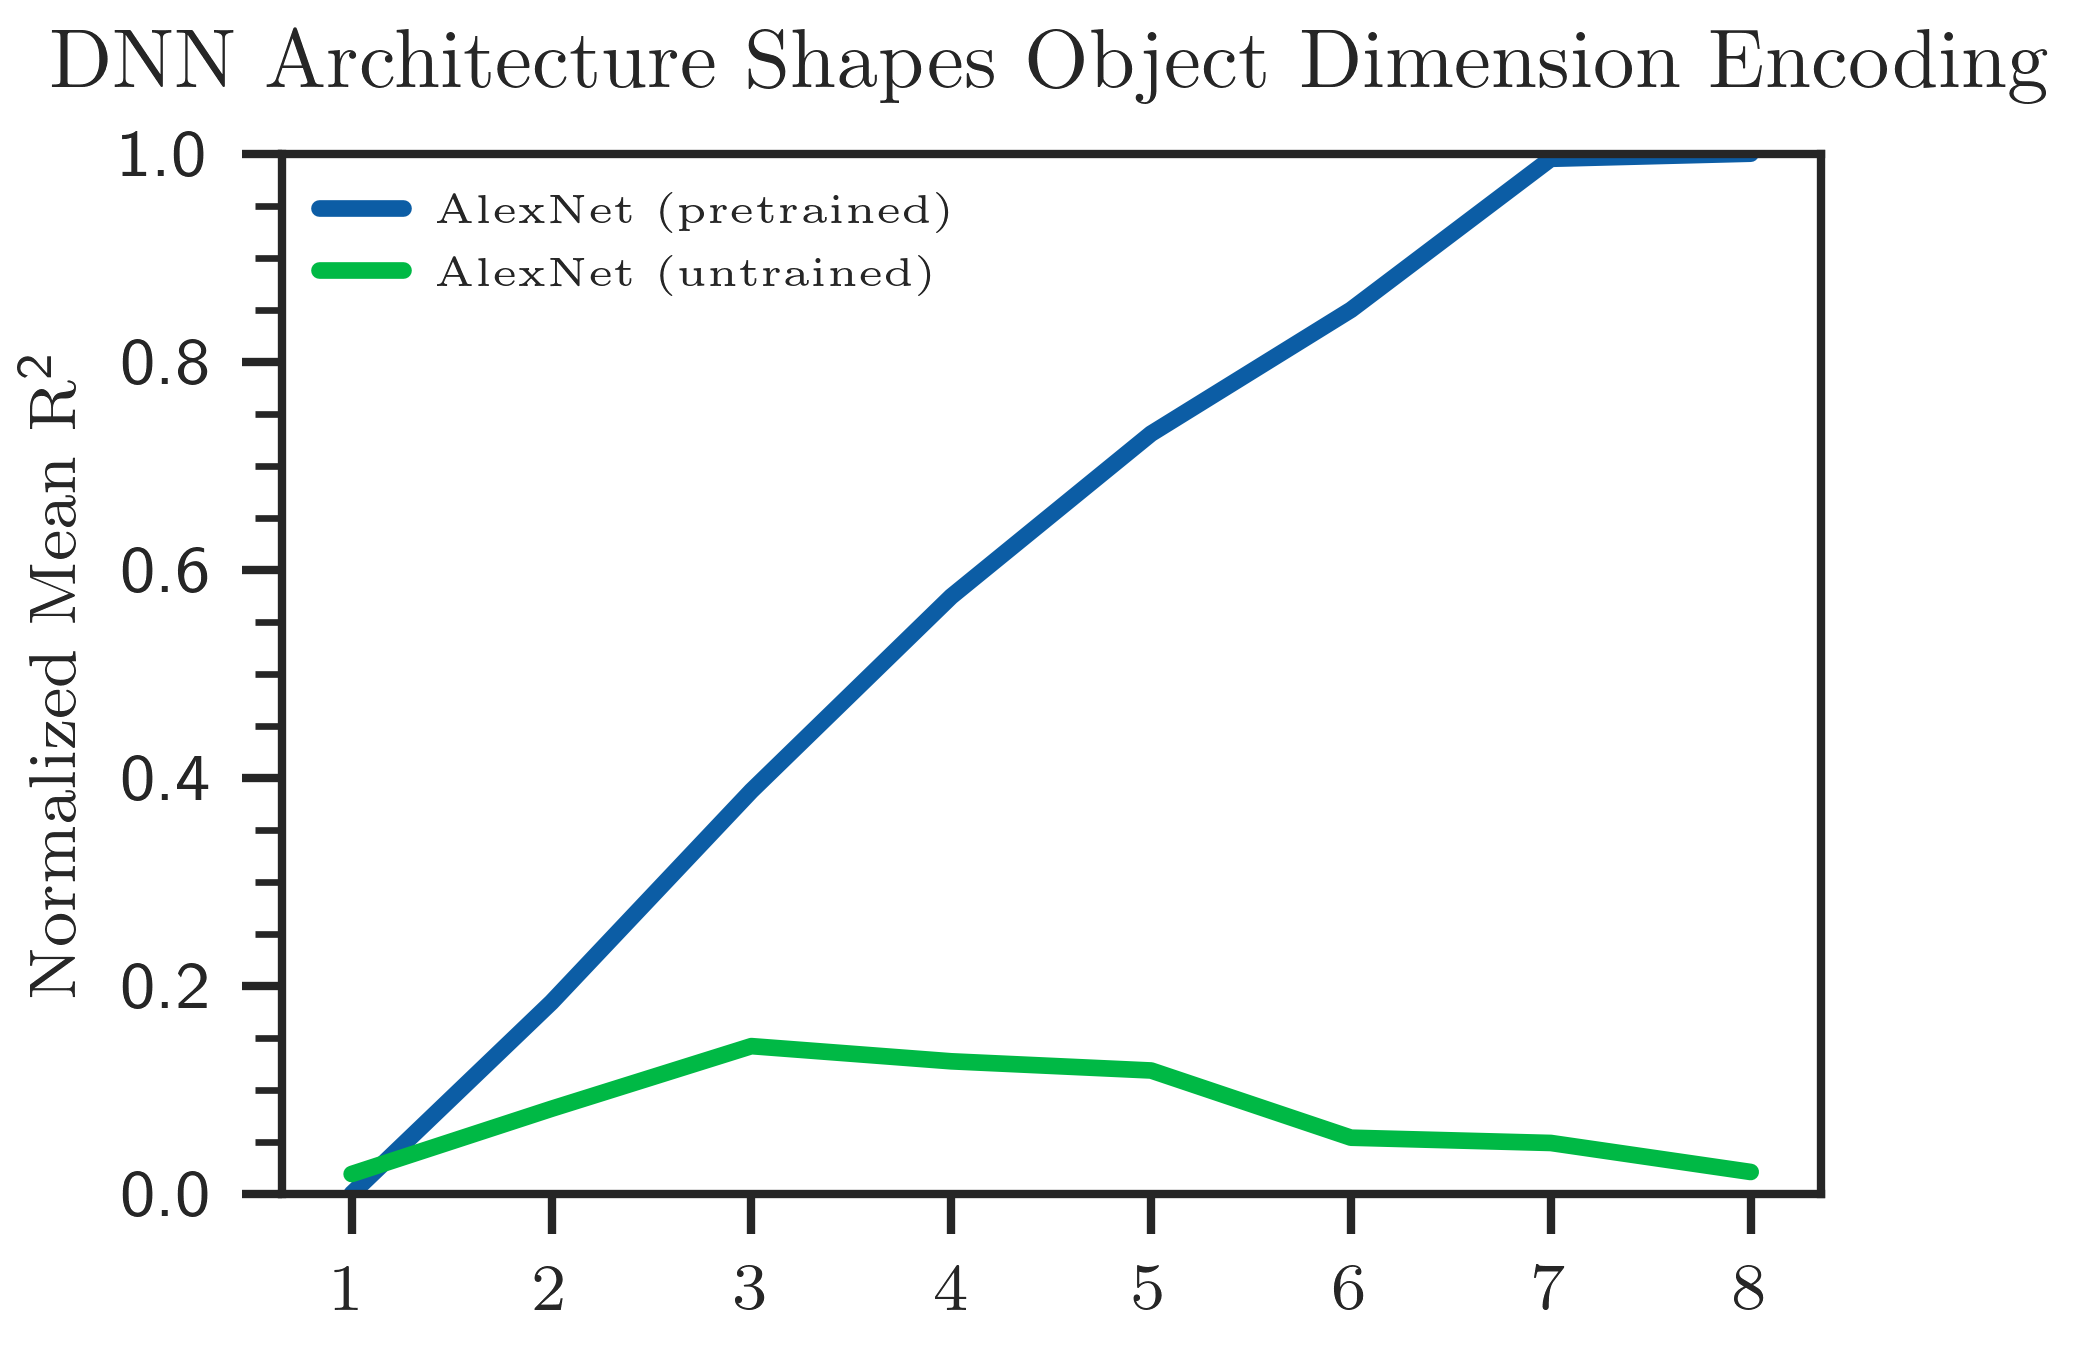 DNN Architecture Shapes Object Dimension Encoding
1.0
0.8
0.6
0.4
0.2
0.0
Normalized Mean R²
AlexNet (pretrained)
AlexNet (untrained)
1 2 3 4 5 6 7 8